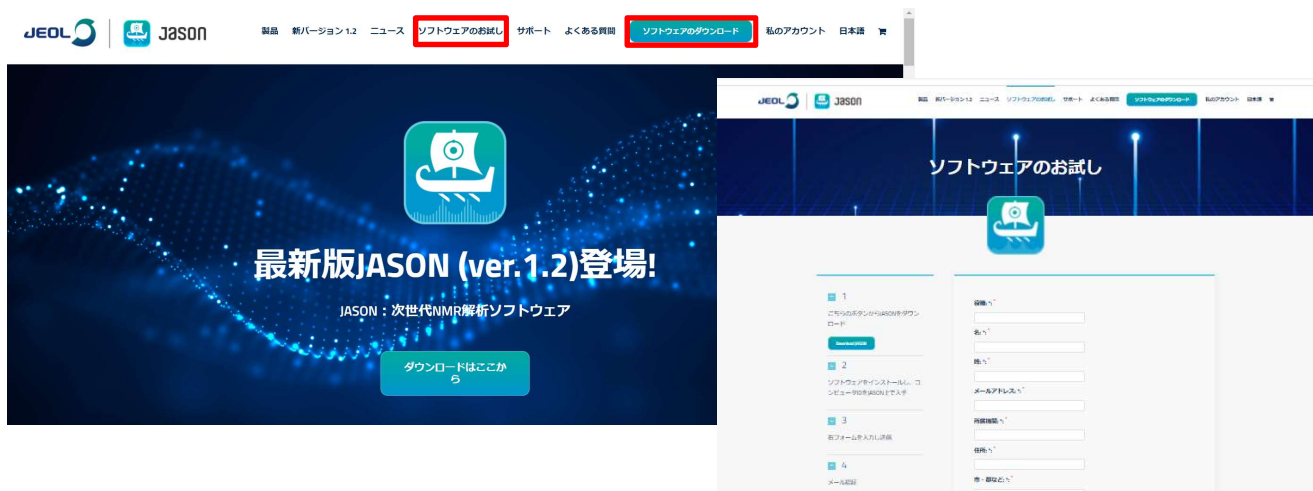 JEOL JASON 製品 新バージョン 1.2 ニュース ソフトウェアのお試し サポート よくある質問 ソフトウェアのダウンロード 私のアカウント 日本語
最新版JASON (ver.1.2)登場!
JASON：次世代NMR解析ソフトウェア
ダウンロードはここか
ら
JEOL JASON 製品 新バージョン 1.2 ニュース ソフトウェアのお試し サポート よくある質問 ソフトウェアのダウンロード 私のアカウント 日本語
ソフトウェアのお試し
1
こちらのボタンからJASONをダウン
ロード
Download JASON
2
ソフトウェアをインストールし、コ
ンピュータIDをJASON上で入手
3
右フォームを入力し送信
4
メール認証
役職:
名:
姓:
メールアドレス:
所属機関:
住所:
市・郡など: